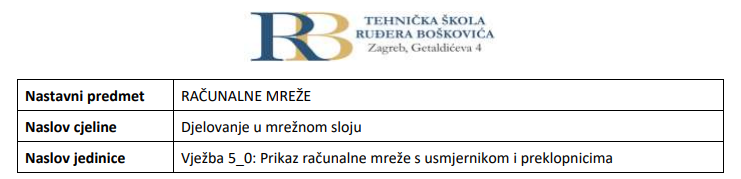 RB
TEHNIČKA ŠKOLA
RUĐERA BOŠKOVIĆA
Zagreb, Getaldićeva 4
Nastavni predmet RAČUNALNE MREŽE
Naslov cjeline Djelovanje u mrežnom sloju
Naslov jedinice Vježba 5_0: Prikaz računalne mreže s usmjernikom i preklopnicima